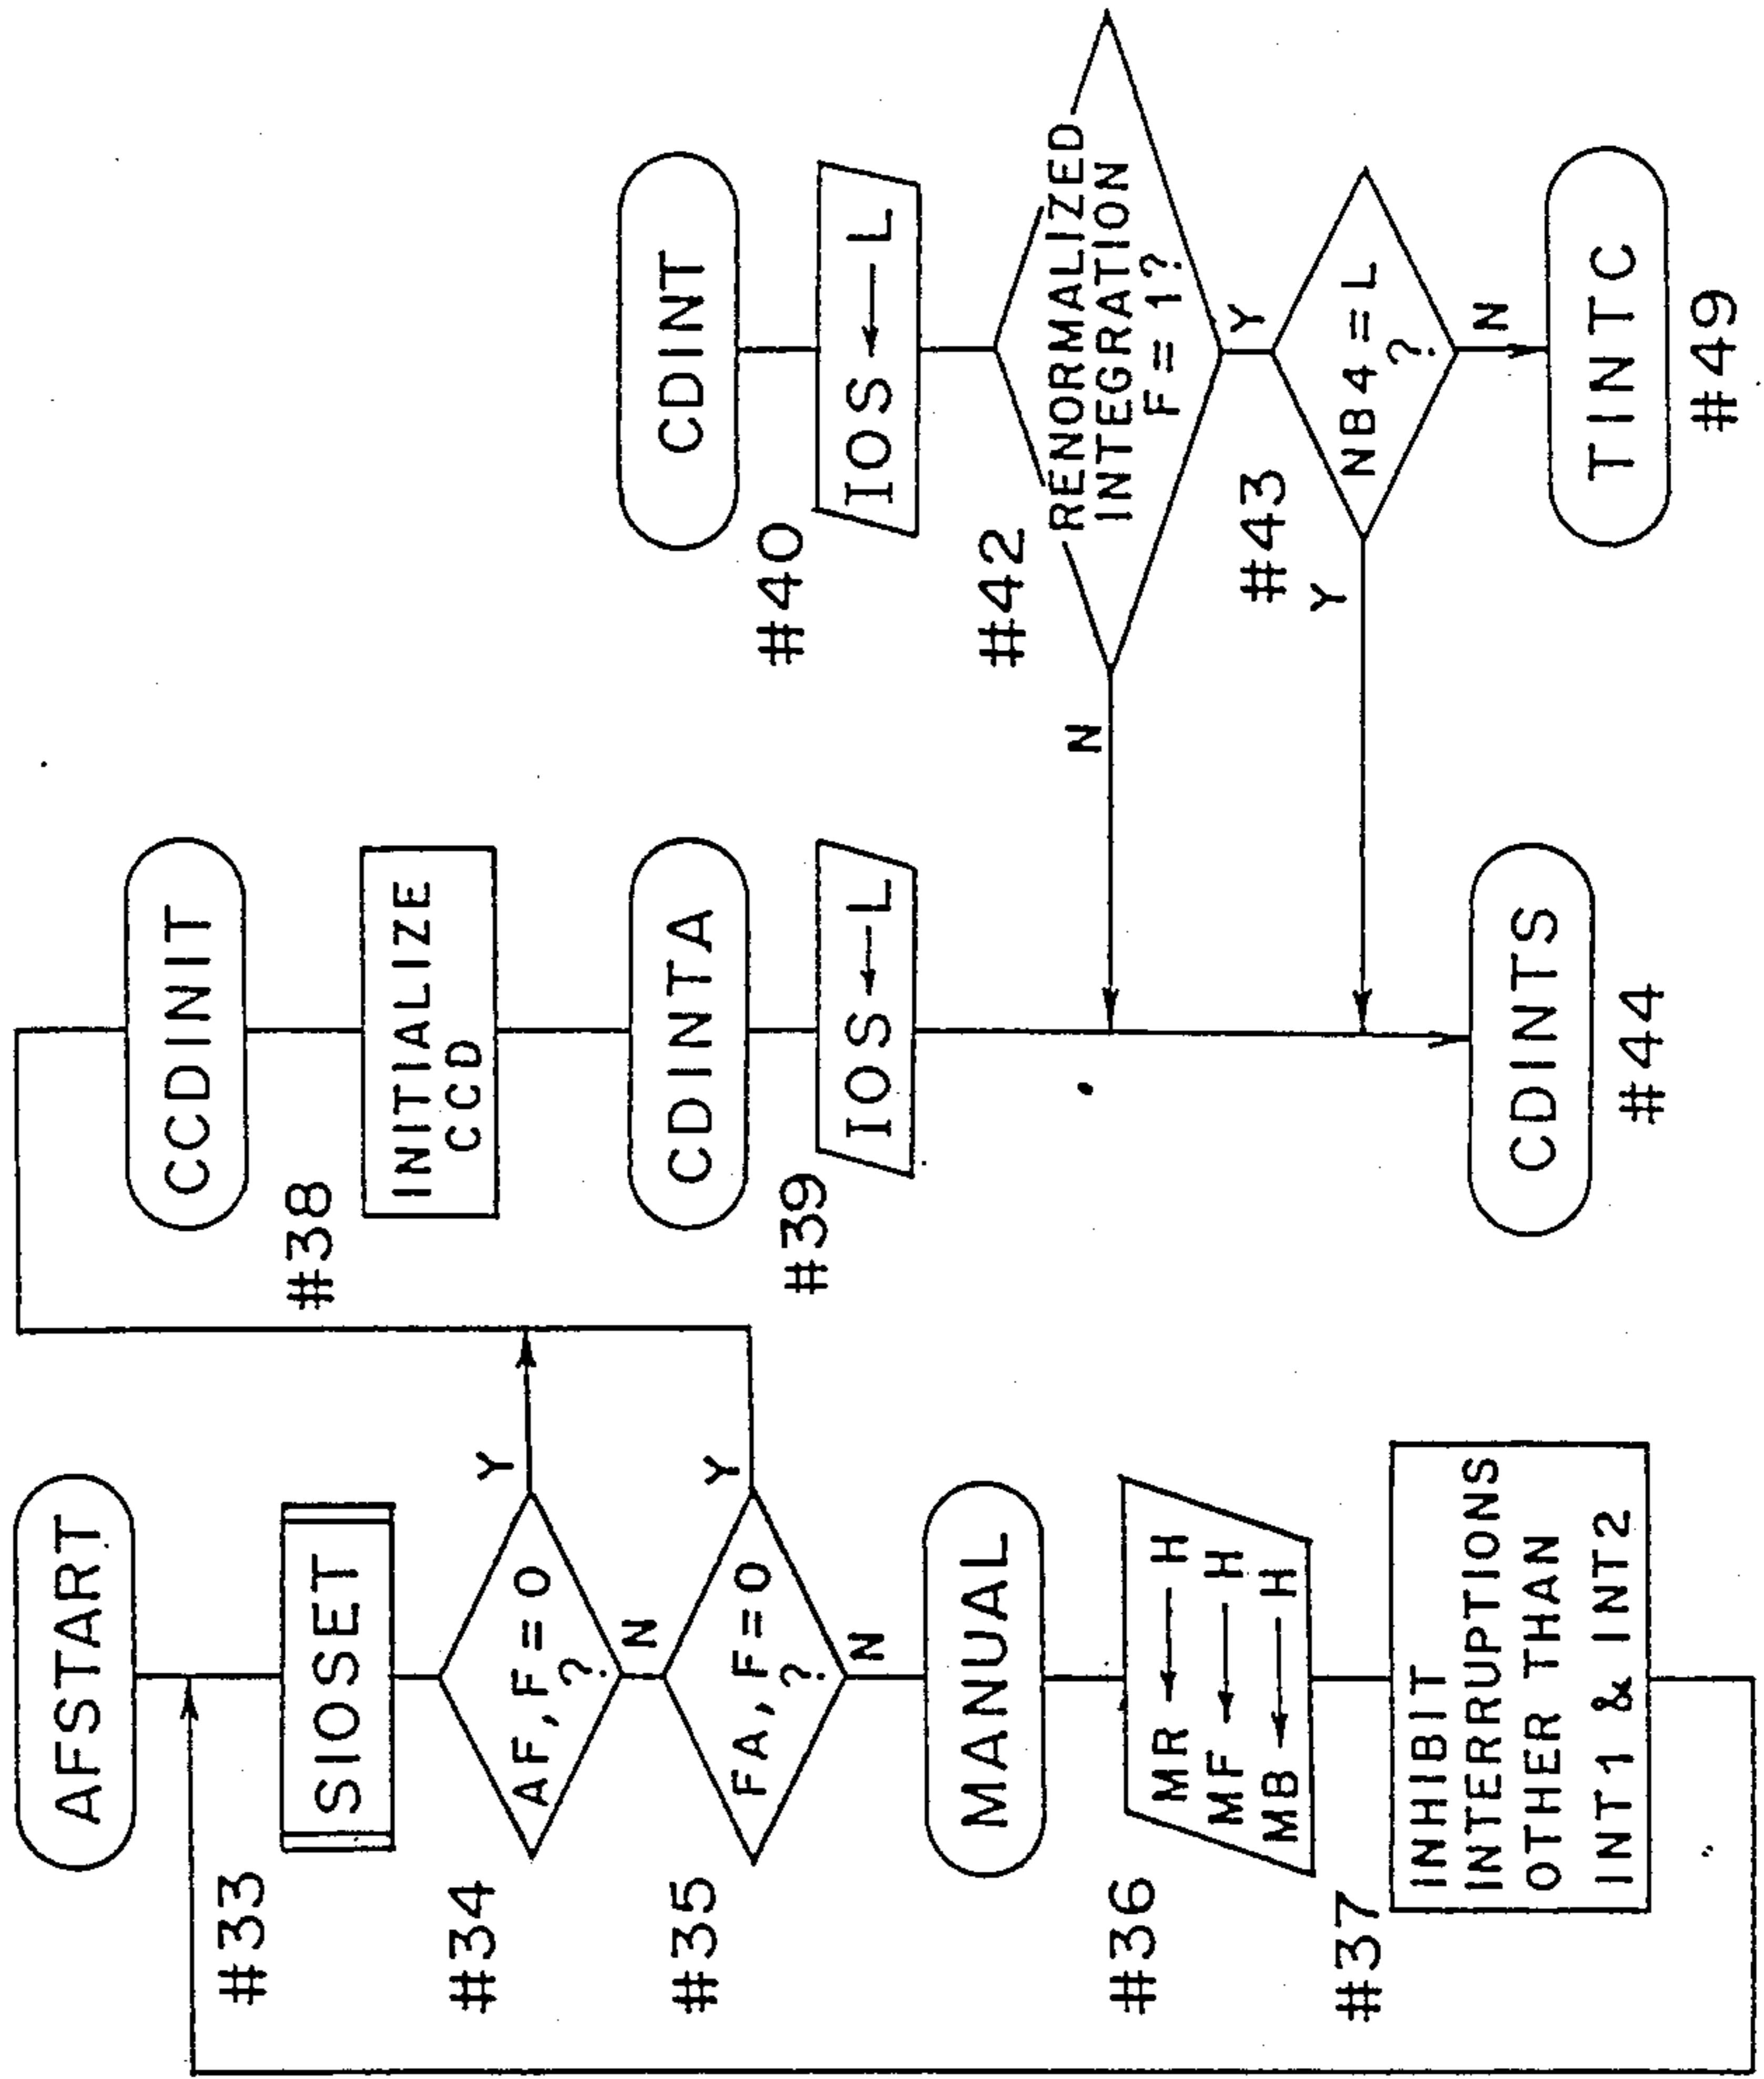 AFSTART
#33
SIOSET
#34
AF, F=0
?
Y
N
#35
FA, F=0
?
Y
N
MANUAL
#36
MR ← H
MF ← H
MB ← H
#37
INHIBIT
INTERRUPTIONS
OTHER THAN
INT1 & INT2
CCDINIT
#38
INITIALIZE
CCD
CDINTA
#39
IOS ← L
CDINTS
#44
CDINT
#40
IOS ← L
#42
RENORMALIZED
INTEGRATION
F = 1?
N
Y
#43
NB4 = L
?
Y
N
TINTC
#49